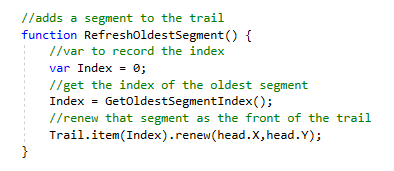 //adds a segment to the trail
function RefreshOldestSegment() {
    //var to record the index
    var Index = 0;
    //get the index of the oldest segment
    Index = GetOldestSegmentIndex();
    //renew that segment as the front of the trail
    Trail.item(Index).renew(head.X,head.Y);
}